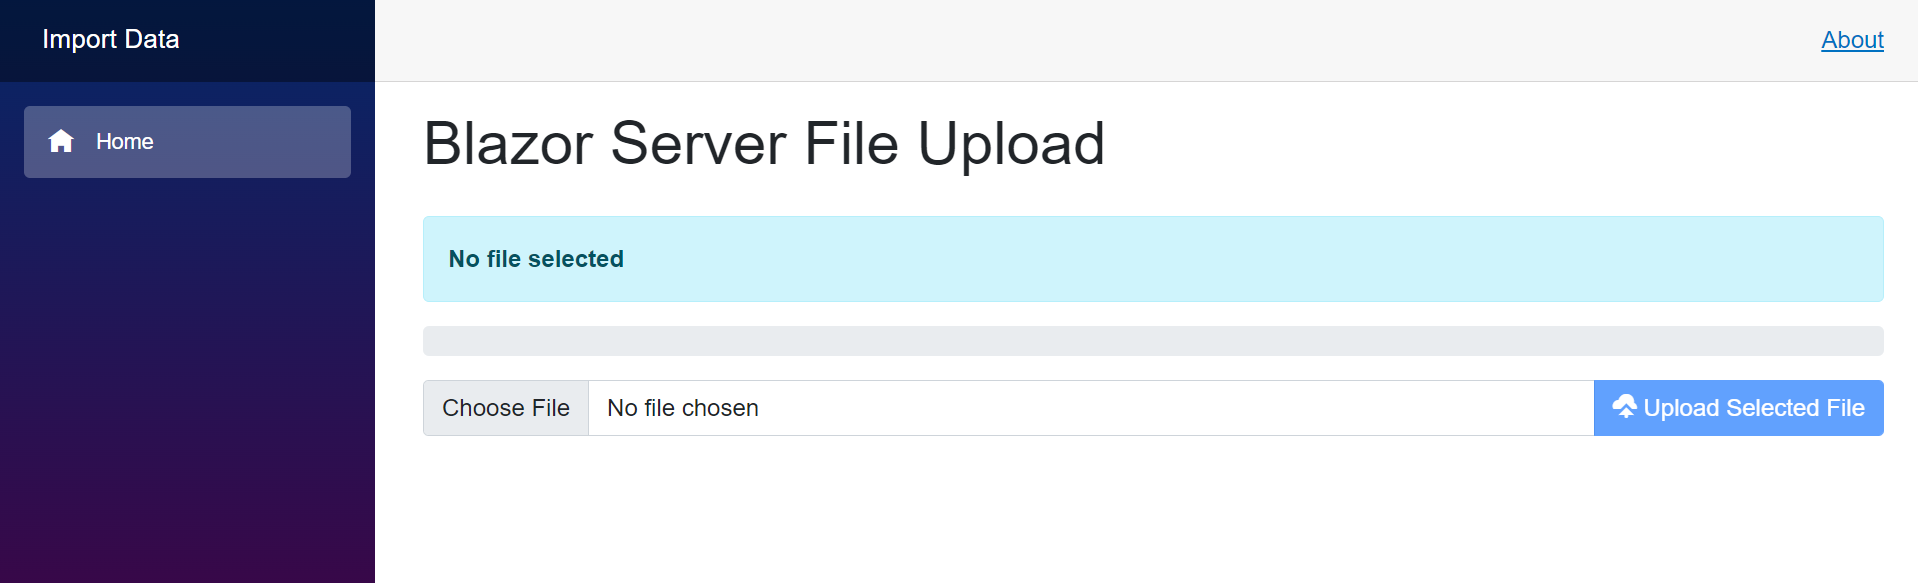 Import Data
About
Home
Blazor Server File Upload
No file selected
Choose File No file chosen Upload Selected File